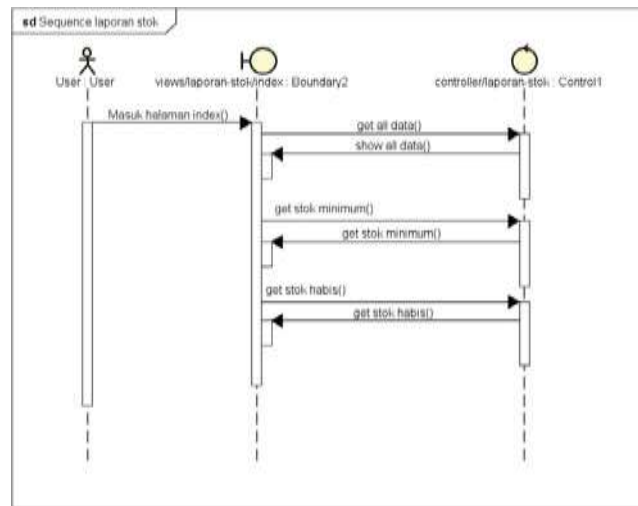 sd Sequence laporan stok
User : User
views/laporan-stok/index : Boundary2
controller/laporan-stok : Control1
Masuk halaman index()
get all data()
show all data()
get stok minimum()
get stok minimum()
get stok habis()
get stok habis()